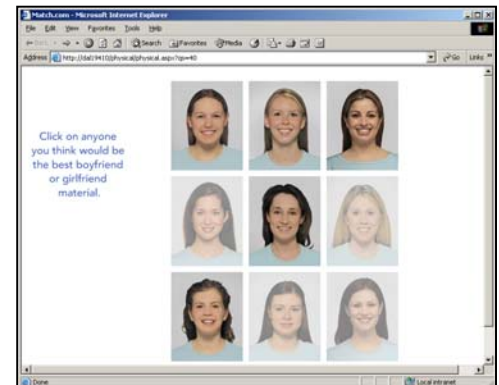 Match.com - Microsoft Internet Explorer
File Edit View Favorites Tools Help
Search Favorites Media
Address http://dal19410/physical/physical.aspx?qs=40 Go Links »
Click on anyone
you think would be
the best boyfriend
or girlfriend
material.
Done Local intranet